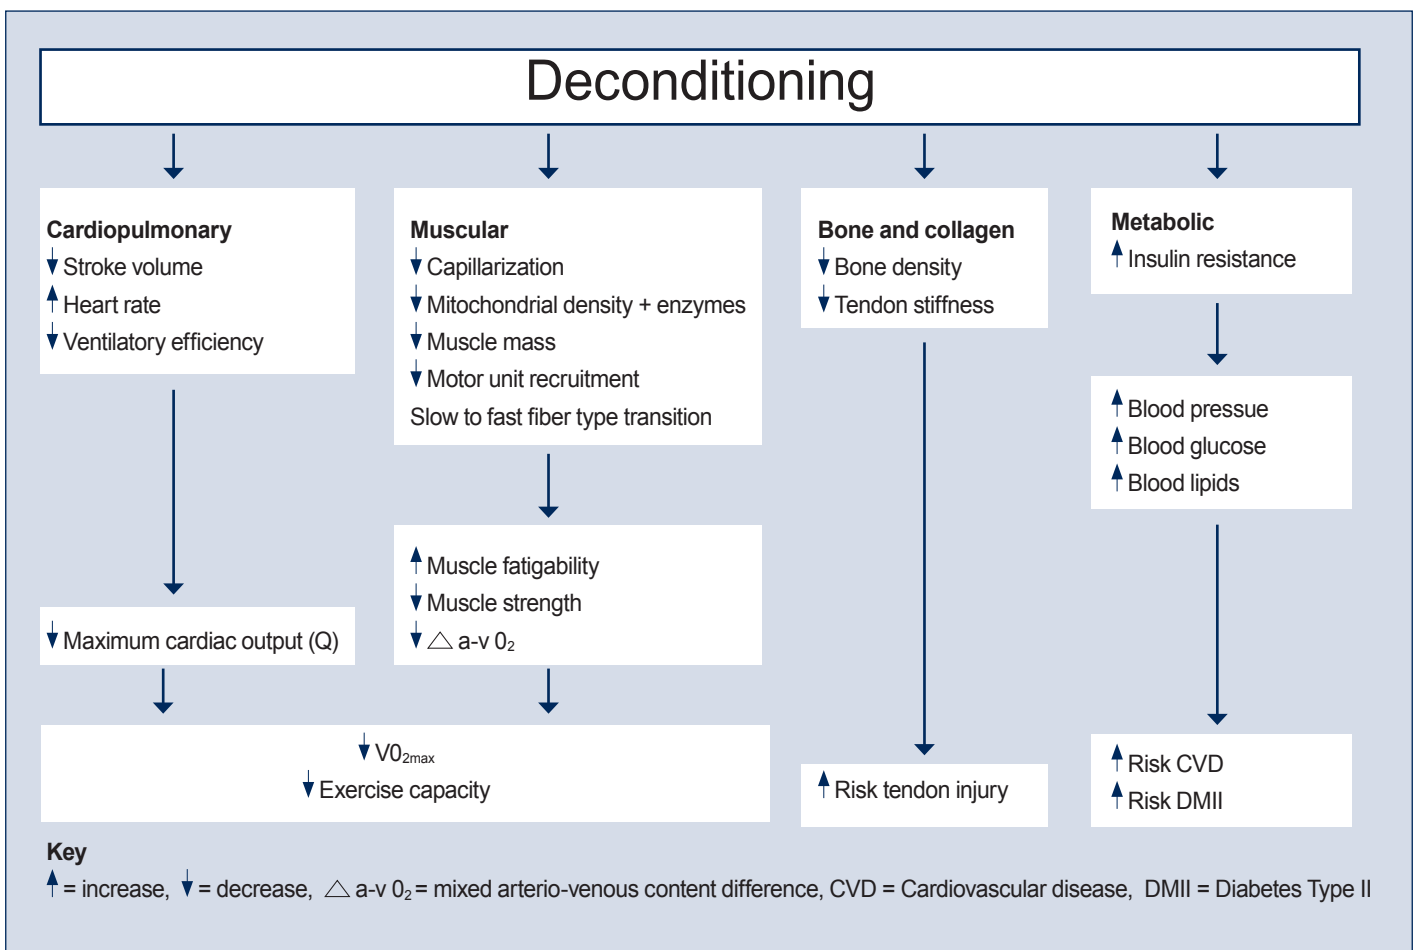 Deconditioning
Cardiopulmonary
↓ Stroke volume
↑ Heart rate
↓ Ventilatory efficiency
↓ Maximum cardiac output (Q)
Muscular
↓ Capillarization
↓ Mitochondrial density + enzymes
↓ Muscle mass
↓ Motor unit recruitment
Slow to fast fiber type transition
↑ Muscle fatigability
↓ Muscle strength
↓ △ a-v 0₂
↓ V0₂max
↓ Exercise capacity
Bone and collagen
↓ Bone density
↓ Tendon stiffness
↑ Risk tendon injury
Metabolic
↑ Insulin resistance
↑ Blood pressue
↑ Blood glucose
↑ Blood lipids
↑ Risk CVD
↑ Risk DMII
Key
↑ = increase, ↓ = decrease, △ a-v 0₂ = mixed arterio-venous content difference, CVD = Cardiovascular disease, DMII = Diabetes Type II